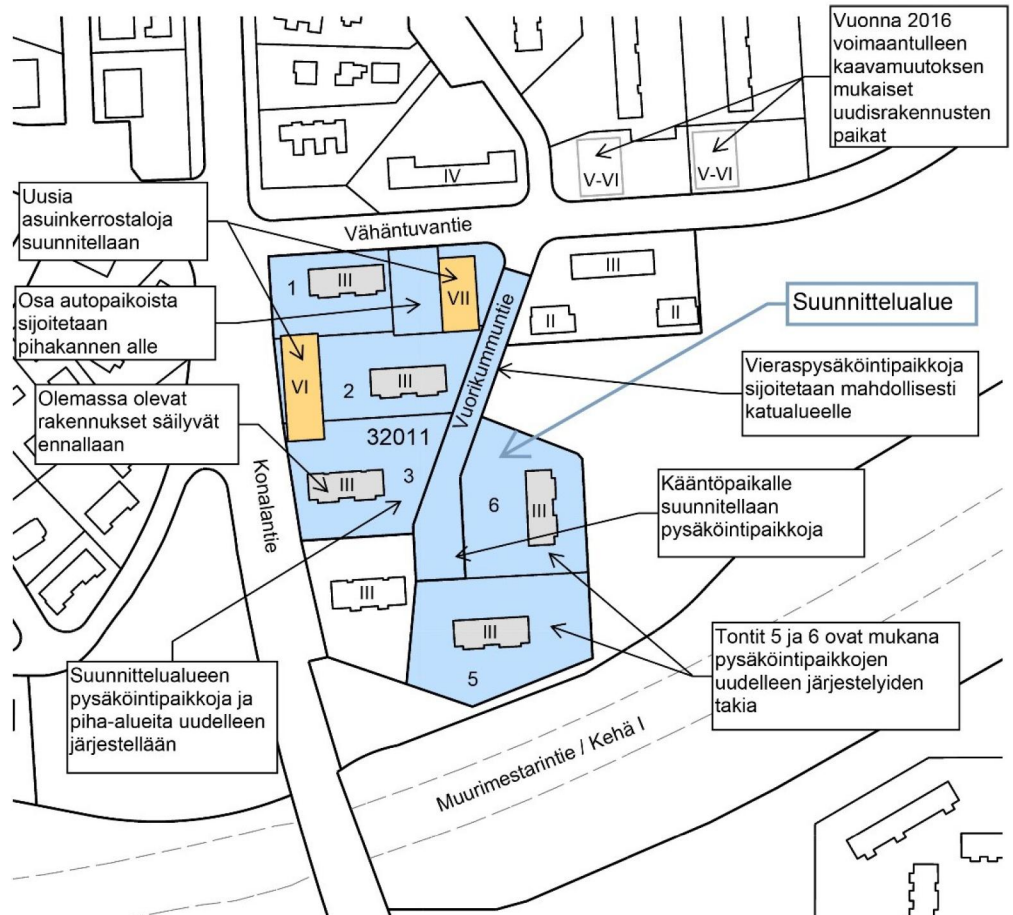 Vuonna 2016
voimaantulleen
kaavamuutoksen
mukaiset
uudisrakennusten
paikat
IV
V-VI
V-VI
Uusia
asuinkerrostaloja
suunnitellaan
Vähäntuvantie
III
1
III
VII
II
II
Suunnittelualue
Osa autopaikoista
sijoitetaan
pihakannen alle
Vuorikummuntie
VI
2
III
Vieraspysäköintipaikkoja
sijoitetaan mahdollisesti
katualueelle
Olemassa olevat
rakennukset säilyvät
ennallaan
32011
Konalantie
III
3
6
III
Kääntöpaikalle
suunnitellaan
pysäköintipaikkoja
III
III
5
Tontit 5 ja 6 ovat mukana
pysäköintipaikkojen
uudelleen järjestelyiden
takia
Suunnittelualueen
pysäköintipaikkoja ja
piha-alueita uudelleen
järjestellään
Muurimestarintie / Kehä I